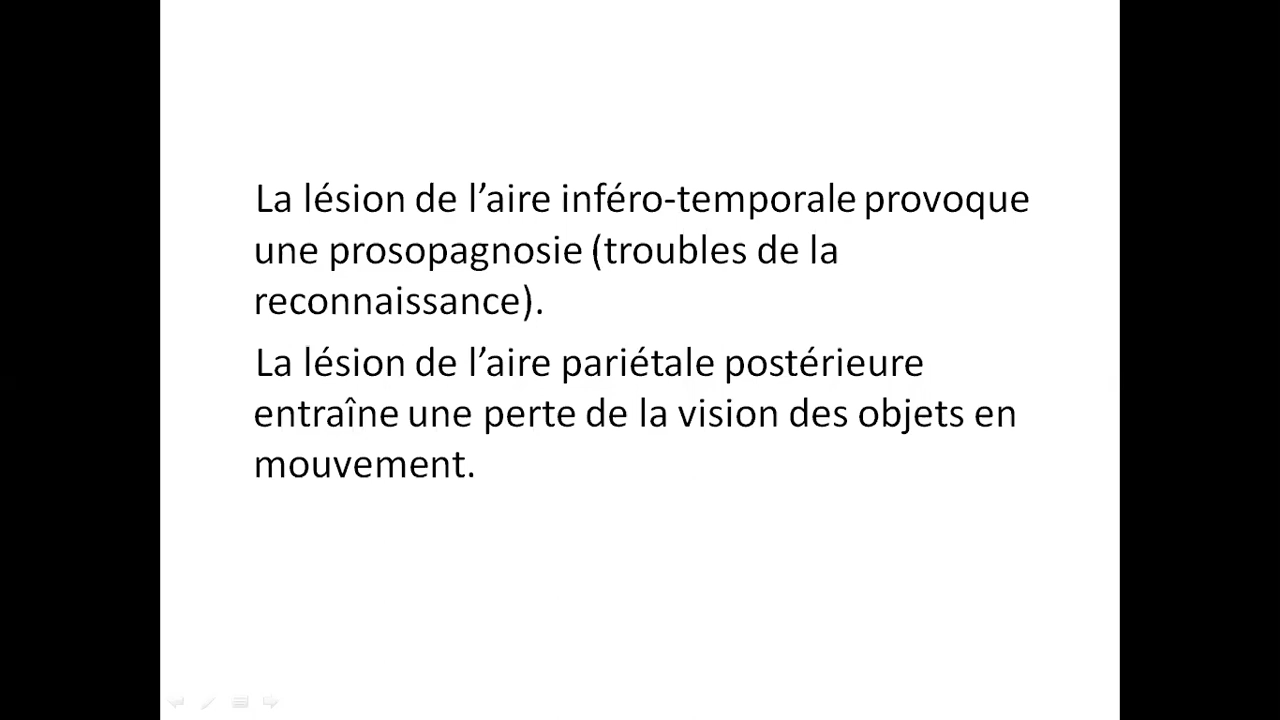 La lésion de l’aire inféro-temporale provoque
une prosopagnosie (troubles de la
reconnaissance).
La lésion de l’aire pariétale postérieure
entraîne une perte de la vision des objets en
mouvement.